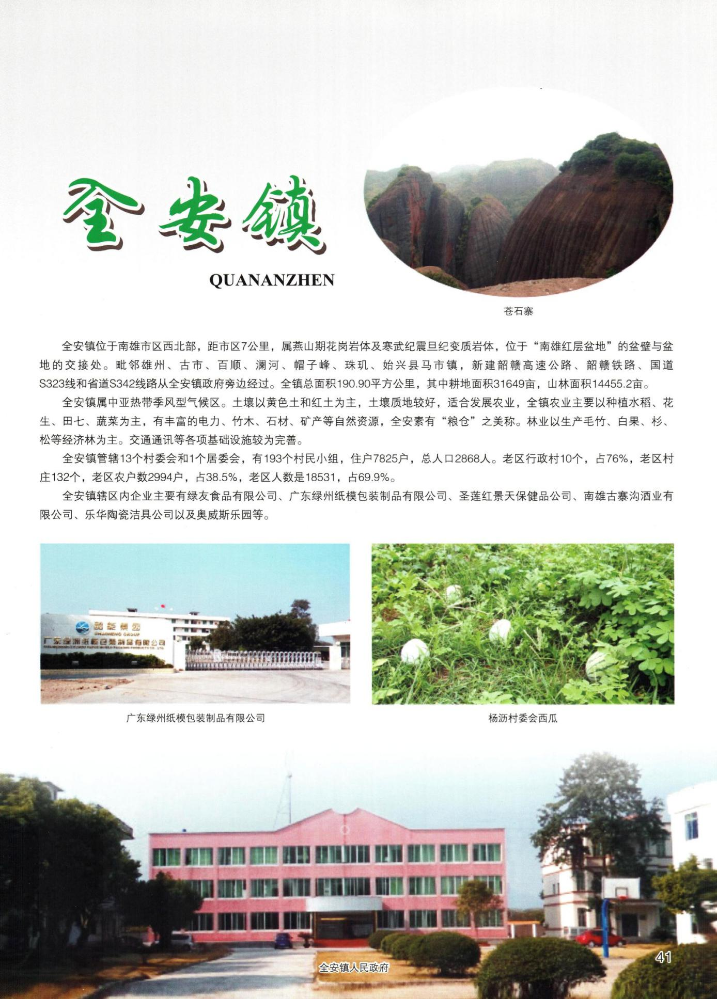 全安镇
QUANANZHEN
苍石寨
全安镇位于南雄市区西北部，距市区7公里，属燕山期花岗岩体及寒武纪震旦纪变质岩体，位于“南雄红层盆地”的盆壁与盆
地的交接处。毗邻雄州、古市、百顺、澜河、帽子峰、珠玑、始兴县马市镇，新建韶赣高速公路、韶赣铁路、国道
S323线和省道S342线路从全安镇政府旁边经过。全镇总面积190.90平方公里，其中耕地面积31649亩，山林面积14455.2亩。
全安镇属中亚热带季风型气候区。土壤以黄色土和红土为主，土壤质地较好，适合发展农业，全镇农业主要以种植水稻、花
生、田七、蔬菜为主，有丰富的电力、竹木、石材、矿产等自然资源，全安素有“粮仓”之美称。林业以生产毛竹、白果、杉、
松等经济林为主。交通通讯等各项基础设施较为完善。
全安镇管辖13个村委会和1个居委会，有193个村民小组，住户7825户，总人口2868人。老区行政村10个，占76%，老区村
庄132个，老区农户数2994户，占38.5%，老区人数是18531，占69.9%。
全安镇辖区内企业主要有绿友食品有限公司、广东绿州纸模包装制品有限公司、圣莲红景天保健品公司、南雄古寨沟酒业有
限公司、乐华陶瓷洁具公司以及奥威斯乐园等。
韶能集团
SHAONENG GROUP
广东绿洲纸模包装制品有限公司
广东绿州纸模包装制品有限公司
杨沥村委会西瓜
全安镇人民政府
41